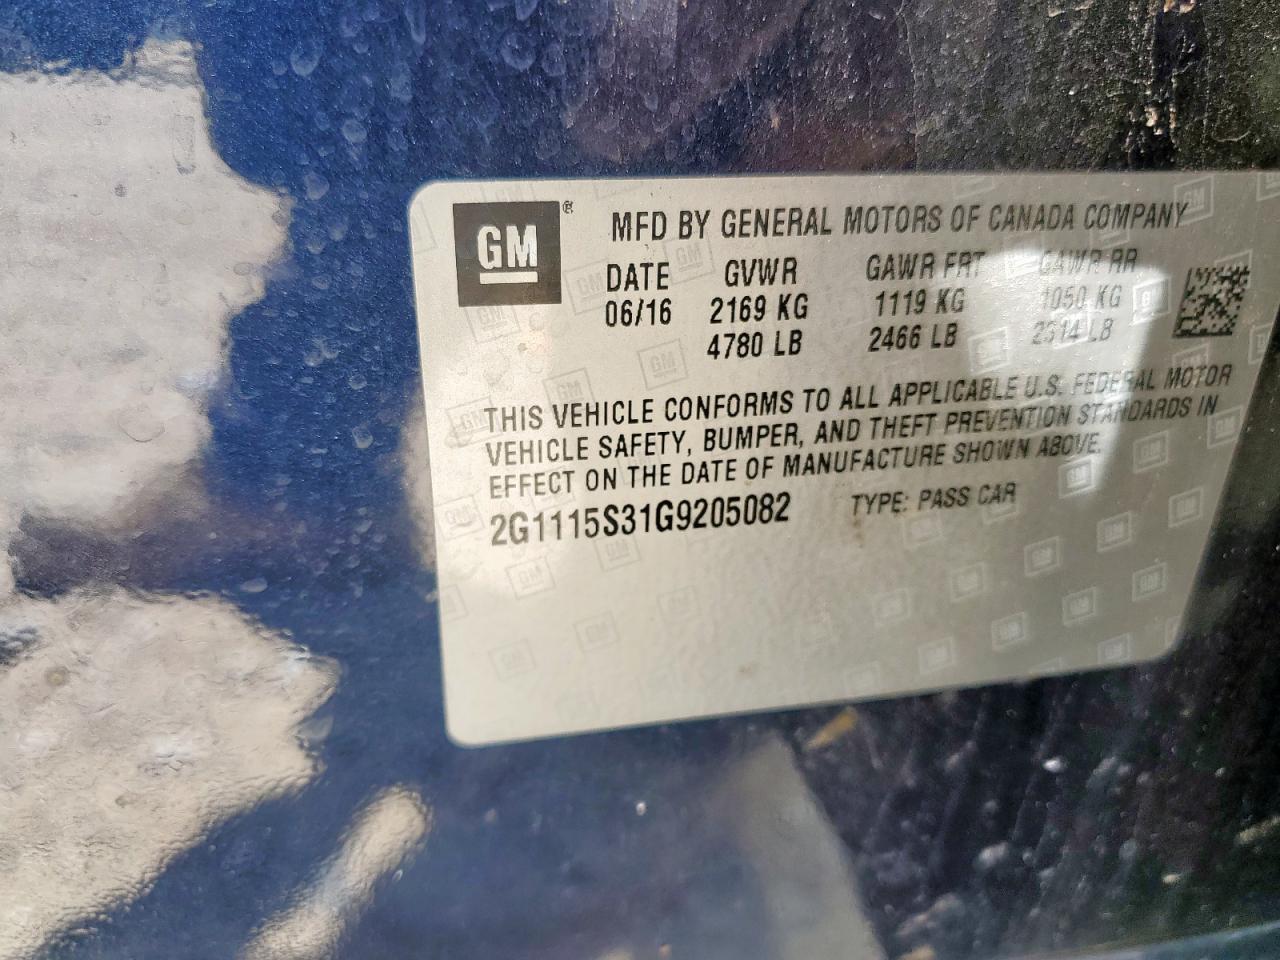 GM ® MFD BY GENERAL MOTORS OF CANADA COMPANY
DATE GVWR GAWR FRT GAWR RR
06/16 2169 KG 1119 KG 1050 KG
4780 LB 2466 LB 2314 LB
THIS VEHICLE CONFORMS TO ALL APPLICABLE U.S. FEDERAL MOTOR
VEHICLE SAFETY, BUMPER, AND THEFT PREVENTION STANDARDS IN
EFFECT ON THE DATE OF MANUFACTURE SHOWN ABOVE.
2G1115S31G9205082 TYPE: PASS CAR